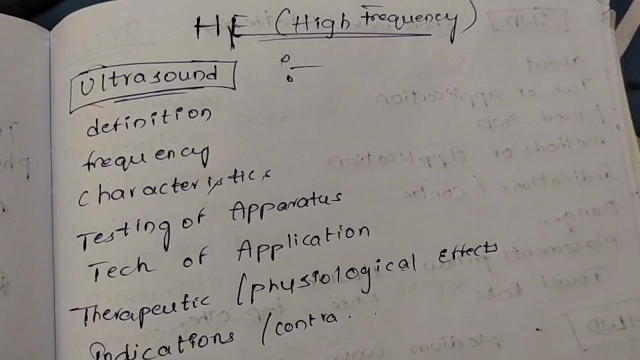 HF (High Frequency)
Ultrasound
definition
frequency
characteristics
Testing of Apparatus
Tech of Application
Therapeutic / physiological Effects
Indications / contra.